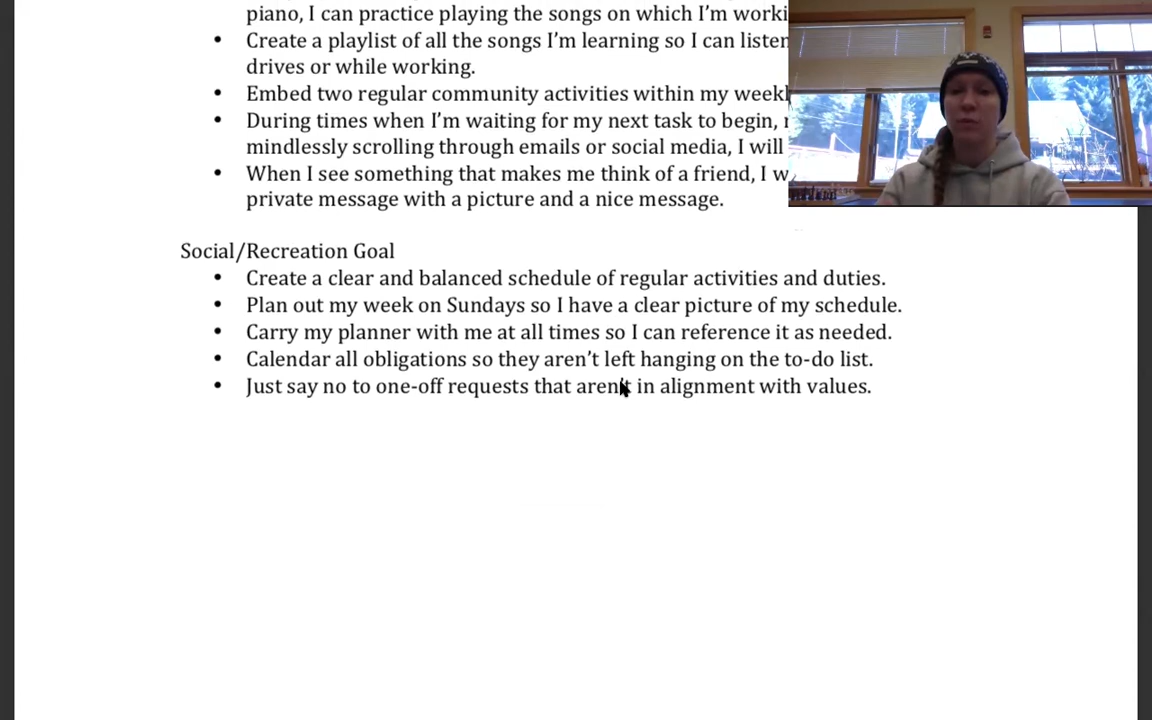 piano, I can practice playing the songs on which I’m
Create a playlist of all the songs I’m learning so I can listen
drives or while working.
Embed two regular community activities within my
During times when I’m waiting for my next task to begin,
mindlessly scrolling through emails or social media, I will
When I see something that makes me think of a friend, I
private message with a picture and a nice message.
Social/Recreation Goal
• Create a clear and balanced schedule of regular activities and duties.
• Plan out my week on Sundays so I have a clear picture of my schedule.
• Carry my planner with me at all times so I can reference it as needed.
• Calendar all obligations so they aren’t left hanging on the to-do list.
• Just say no to one-off requests that aren’t in alignment with values.